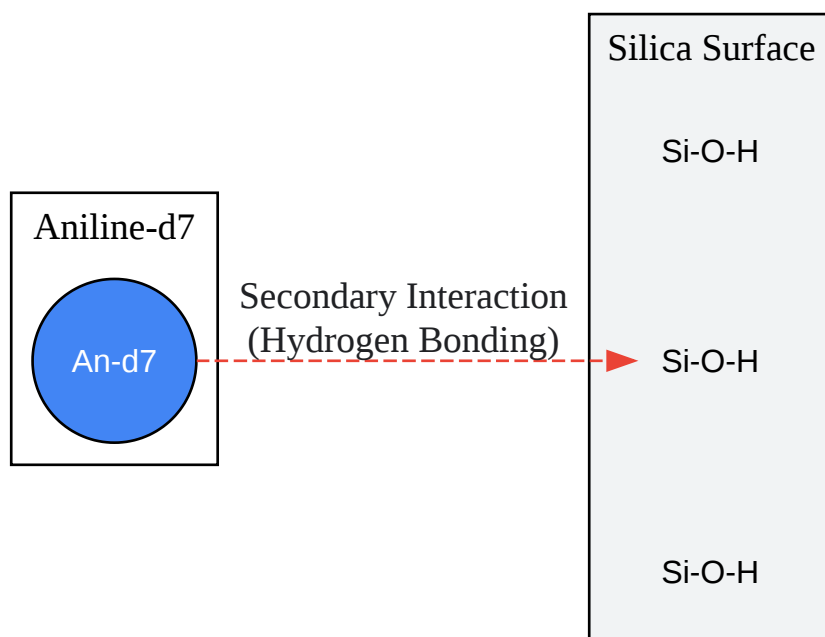 Silica Surface
Si-O-H
Aniline-d7
Secondary Interaction
(Hydrogen Bonding)
An-d7
Si-O-H
Si-O-H